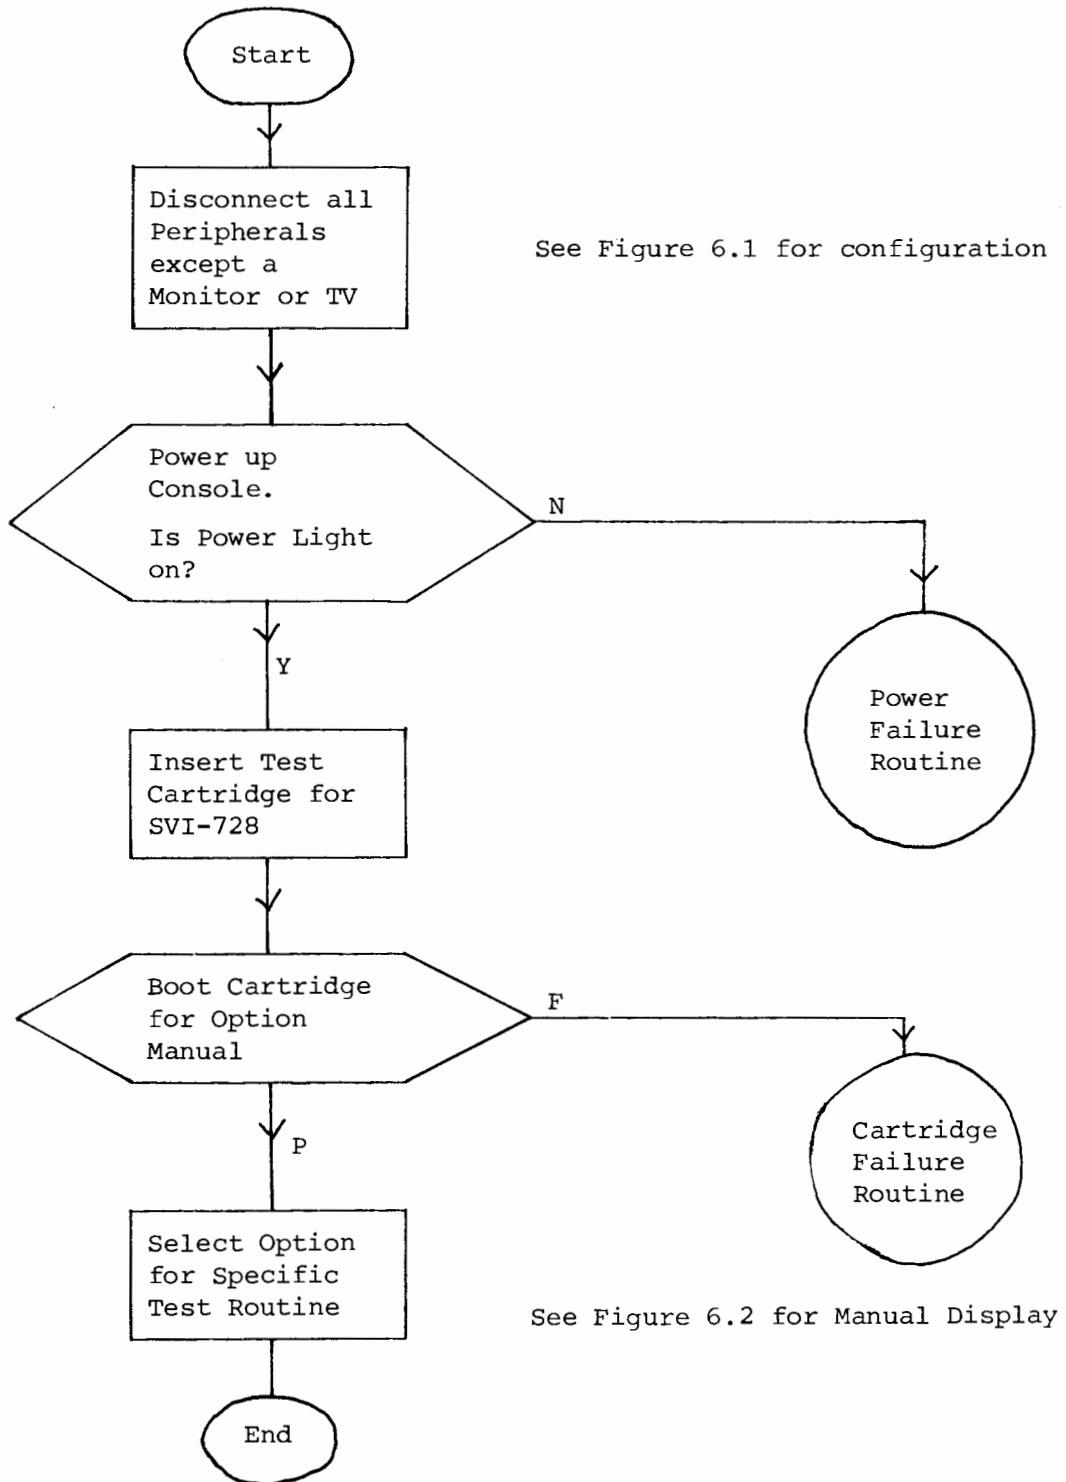 Start
Disconnect all
Peripherals
except a
Monitor or TV
See Figure 6.1 for configuration
Power up
Console.
Is Power Light
on?
N
Y
Power
Failure
Routine
Insert Test
Cartridge for
SVI-728
Boot Cartridge
for Option
Manual
F
P
Cartridge
Failure
Routine
Select Option
for Specific
Test Routine
See Figure 6.2 for Manual Display
End